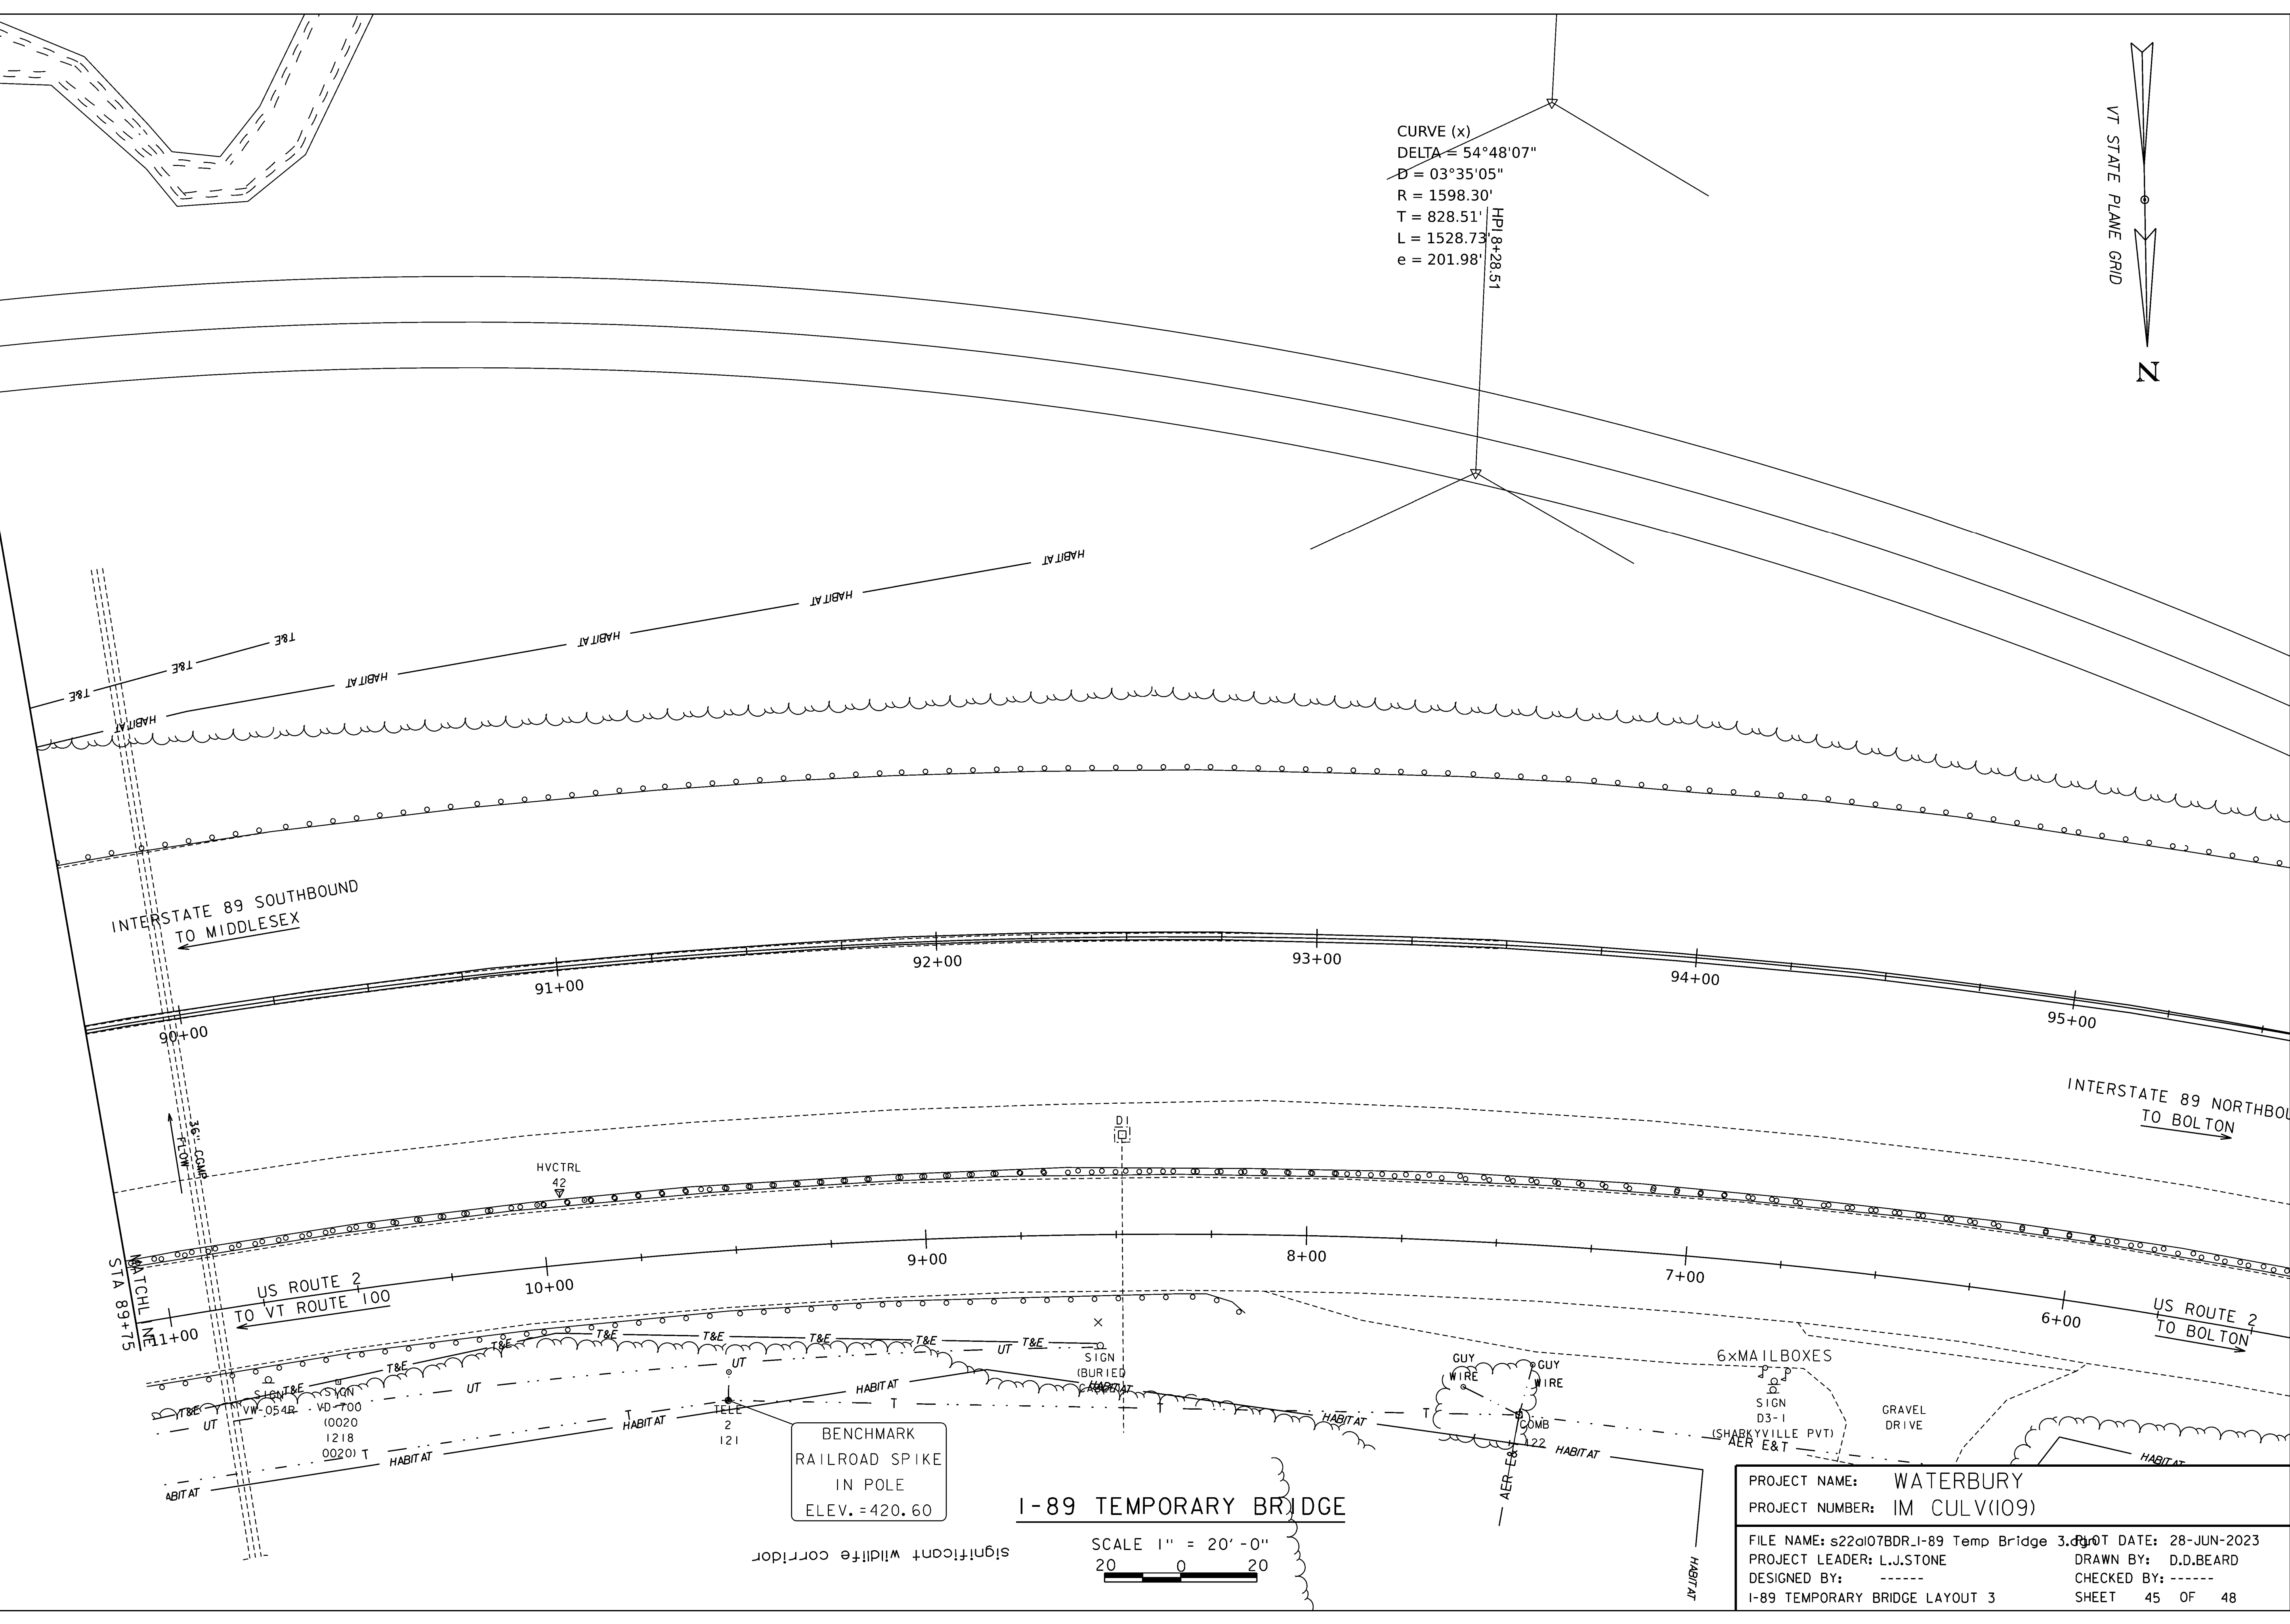 CURVE (x)
DELTA = 54°48'07"
D = 03°35'05"
R = 1598.30'
T = 828.51'
L = 1528.73'
e = 201.98'
HPI 8+28.51
VT STATE PLANE GRID
N
HABITAT
HABITAT
HABITAT
HABITAT
HABITAT
T&E
T&E
T&E
INTERSTATE 89 SOUTHBOUND
TO MIDDLESEX
90+00
91+00
92+00
93+00
94+00
95+00
INTERSTATE 89 NORTHBOU
TO BOLTON
36" CGMP
FLOW
HVCTRL
42
DI
MATCHLINE
STA 89+75
US ROUTE 2
TO VT ROUTE 100
11+00
10+00
9+00
8+00
7+00
6+00
US ROUTE 2
TO BOLTON
T&E
T&E
T&E
T&E
T&E
T&E
T&E
T&E
T&E
UT
UT
UT
UT
SIGN
VW-054R
SIGN
VD-700
(0020
1218
0020)
T
T
T
T
T
TELE
2
121
SIGN
(BURIED
HABITAT
HABITAT
HABITAT
HABITAT
HABITAT
HABITAT
ABITAT
HABITAT
HABITAT
GUY
WIRE
GUY
WIRE
COMB
122
AER E&T
AER E&T
6xMAILBOXES
SIGN
D3-1
(SHARKYVILLE PVT)
GRAVEL
DRIVE
BENCHMARK
RAILROAD SPIKE
IN POLE
ELEV.=420.60
significant wildlife corridor
I-89 TEMPORARY BRIDGE
SCALE 1" = 20'-0"
20 0 20
PROJECT NAME: WATERBURY
PROJECT NUMBER: IM CULV(109)
FILE NAME: s22a107BDR_I-89 Temp Bridge 3.dgn PLOT DATE: 28-JUN-2023
PROJECT LEADER: L.J.STONE DRAWN BY: D.D.BEARD
DESIGNED BY: ------ CHECKED BY: ------
I-89 TEMPORARY BRIDGE LAYOUT 3 SHEET 45 OF 48